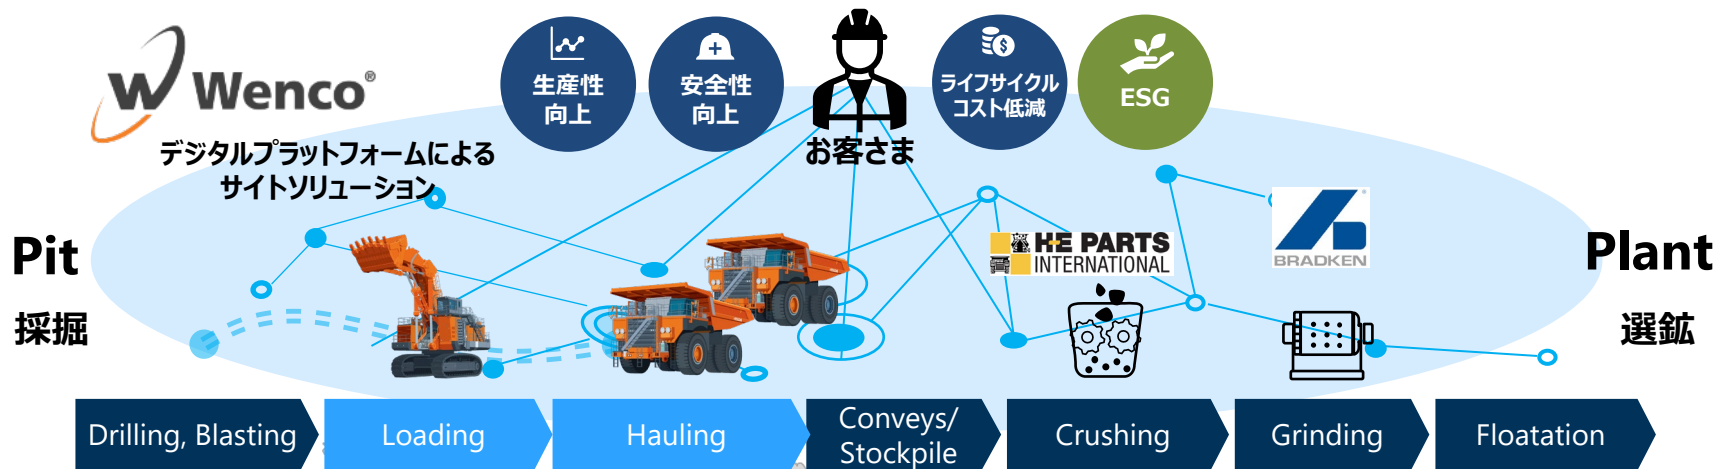 Wenco®
デジタルプラットフォームによる
サイトソリューション
生産性
向上
安全性
向上
お客さま
ライフサイクル
コスト低減
ESG
Pit
採掘
H-E PARTS
INTERNATIONAL
BRADKEN
Plant
選鉱
Drilling, Blasting
Loading
Hauling
Conveys/
Stockpile
Crushing
Grinding
Floatation